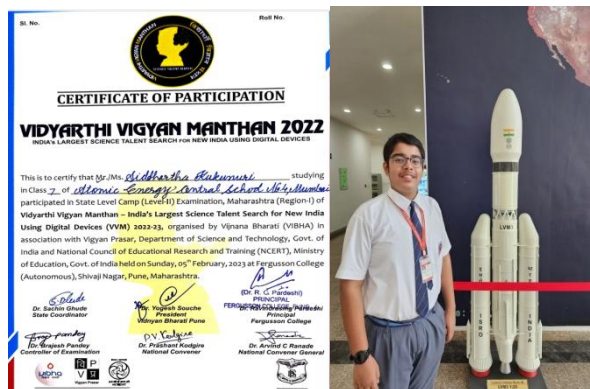 Sl. No.
Roll No.
CERTIFICATE OF PARTICIPATION
VIDYARTHI VIGYAN MANTHAN 2022
INDIA'S LARGEST SCIENCE TALENT SEARCH FOR NEW INDIA USING DIGITAL DEVICES
This is to certify that Mr./Ms. Siddhartha Kukunuri studying
in Class 7 of Atomic Energy Central School No 4, Mumbai
participated in State Level Camp (Level-II) Examination, Maharashtra (Region-I) of
Vidyarthi Vigyan Manthan – India's Largest Science Talent Search for New India
Using Digital Devices (VVM) 2022-23, organised by Vijnana Bharati (VIBHA) in
association with Vigyan Prasar, Department of Science and Technology, Govt. of
India and National Council of Educational Research and Training (NCERT), Ministry
of Education, Govt. of India held on Sunday, 05th February, 2023 at Fergusson College
(Autonomous), Shivaji Nagar, Pune, Maharashtra.
Dr. Sachin Ghude
State Coordinator
Dr. Yogesh Souche
President
Vidnyan Bharati Pune
(Dr. R. G. Pardeshi)
PRINCIPAL
Principal
Fergusson College
Dr. Brajesh Pandey
Controller of Examination
Dr. Prashant Kodgire
National Convener
Dr. Arvind C Ranade
National Convener General
Vigyan Prasar
LVM3
ISRO
INDIA